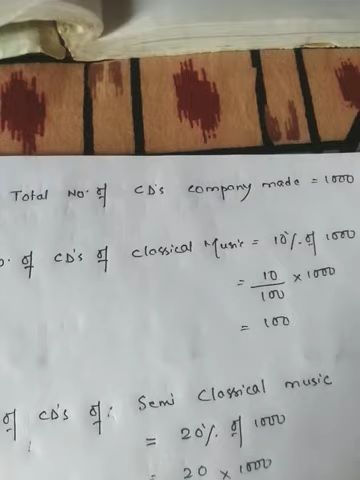 Total No. of CD's company made = 1000
o. of CD's of Classical Music = 10% of 1000
= 10/100 × 1000
= 100
of CD's of: Semi Classical music
= 20% of 1000
= 20 × 1000